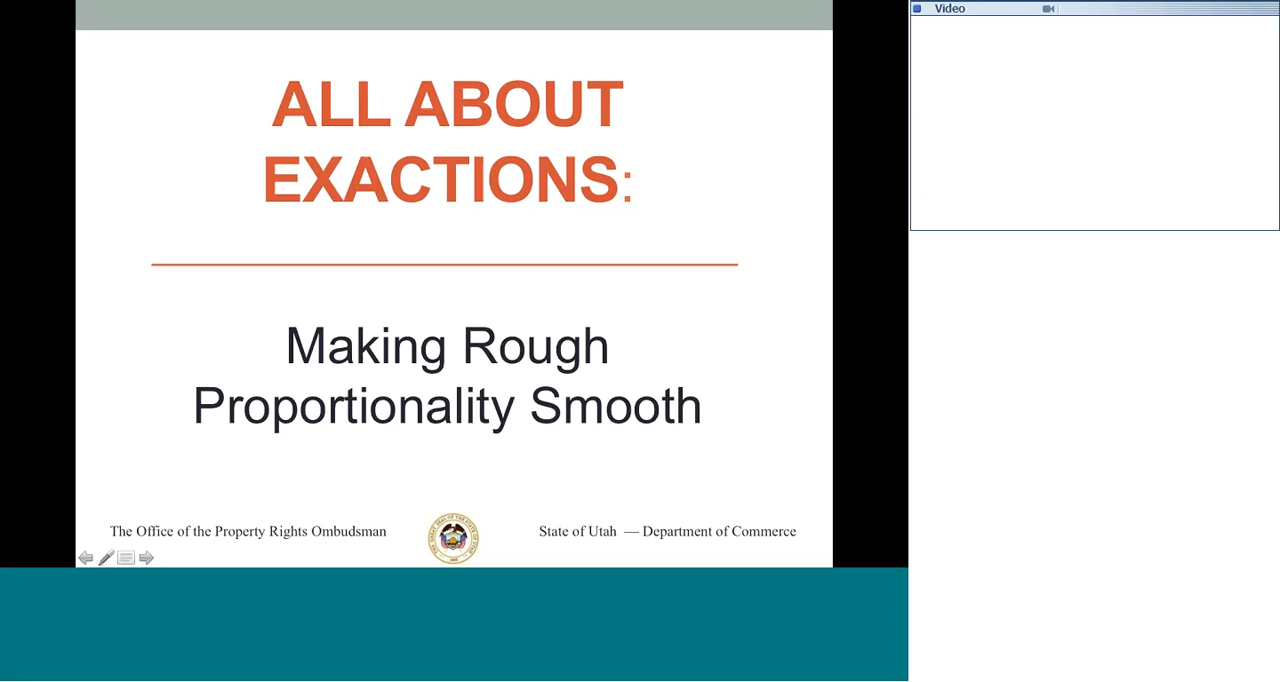 Video
ALL ABOUT
EXACTIONS:
Making Rough
Proportionality Smooth
The Office of the Property Rights Ombudsman
State of Utah — Department of Commerce